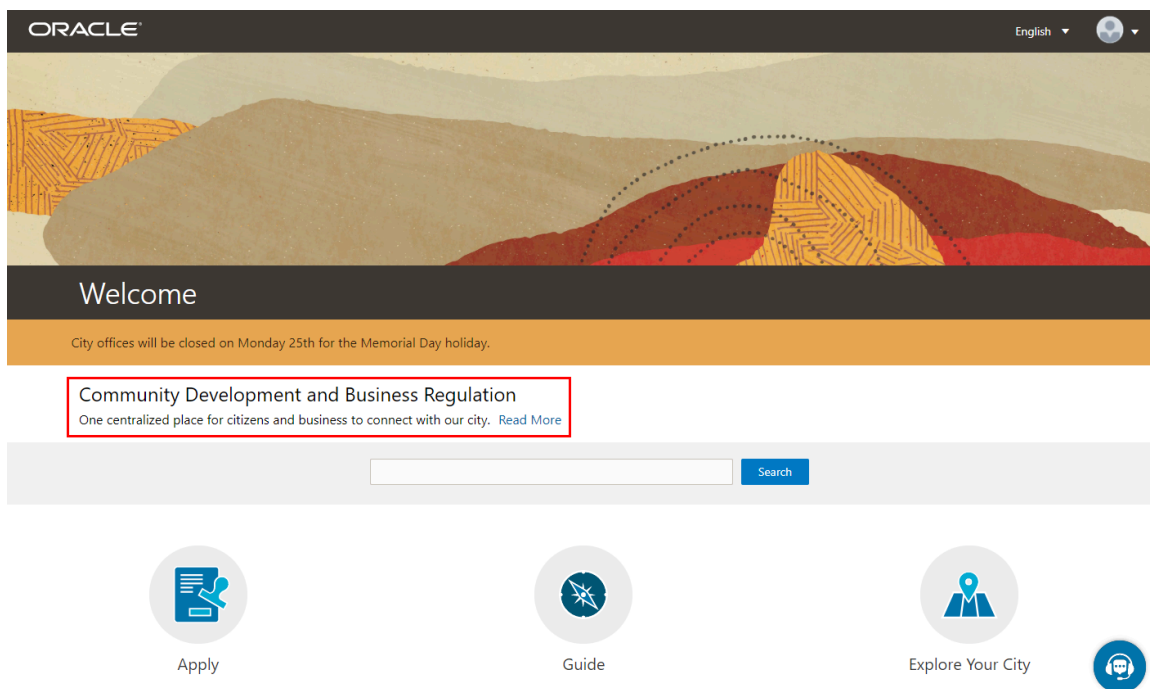 ORACLE
English
Welcome
City offices will be closed on Monday 25th for the Memorial Day holiday.
Community Development and Business Regulation
One centralized place for citizens and business to connect with our city. Read More
Search
Apply
Guide
Explore Your City